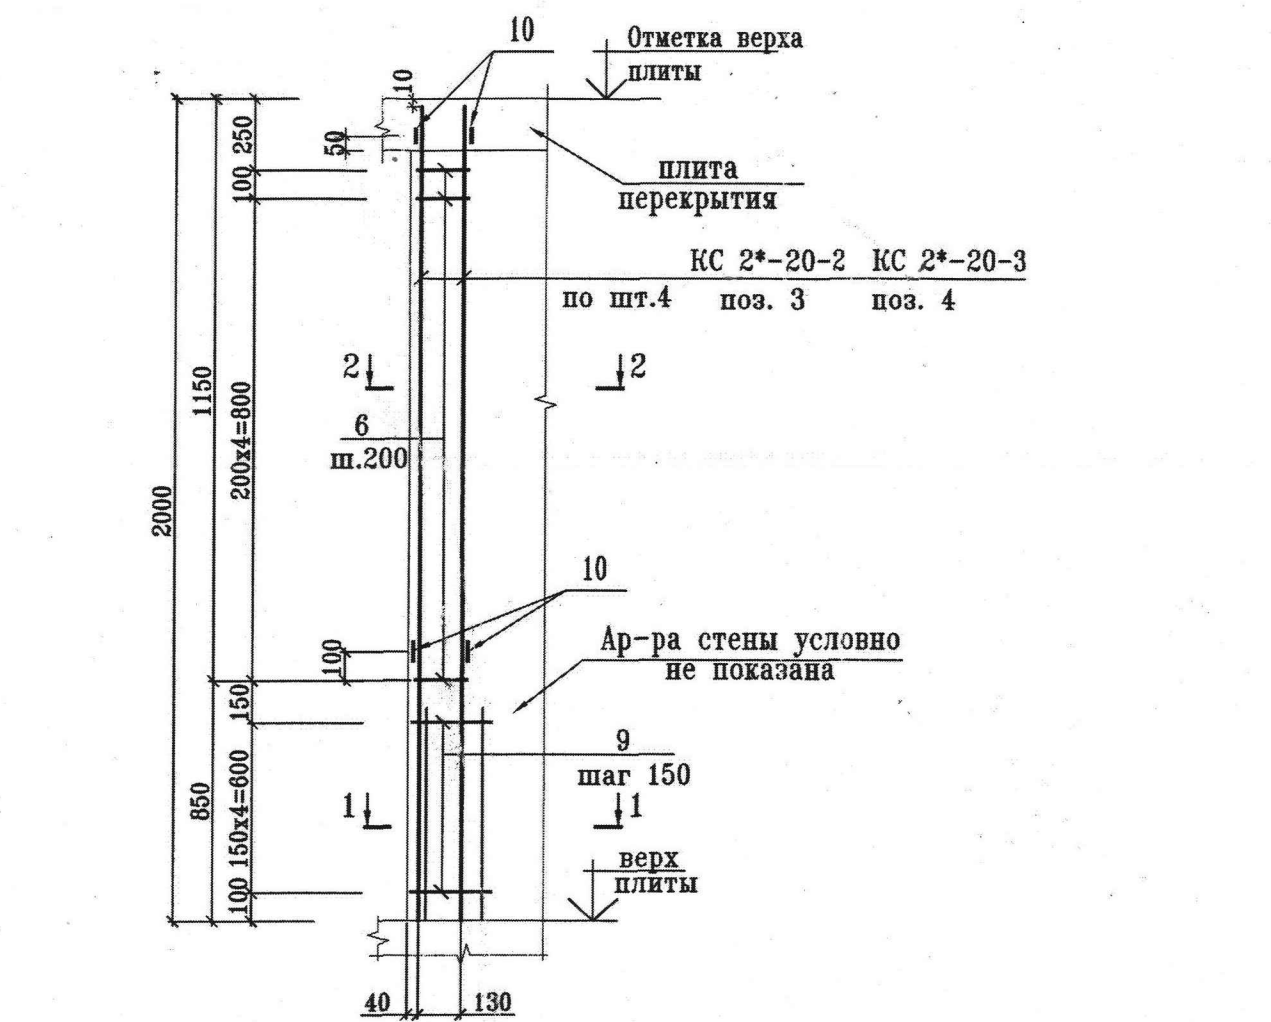 10
Отметка верха
плиты
10
250
50
100
плита
перекрытия
КС 2*-20-2 КС 2*-20-3
по шт.4 поз. 3 поз. 4
2 2
1150
200х4=800
6
ш.200
2000
10
100
Ар-ра стены условно
не показана
150
9
шаг 150
850
150х4=600
1 1
верх
плиты
100
40 130